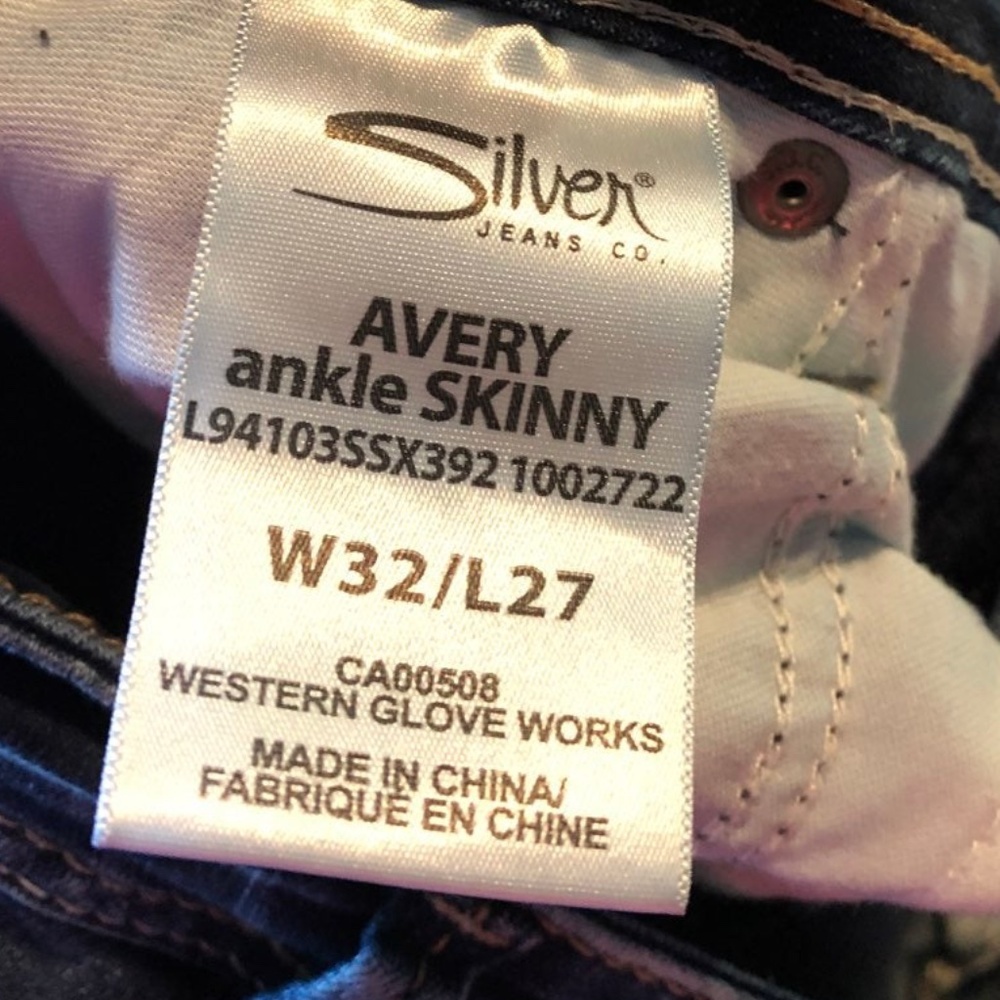 Silver®
JEANS CO.
AVERY
ankle SKINNY
L94103SSX392 1002722
W32/L27
CA00508
WESTERN GLOVE WORKS
MADE IN CHINA/
FABRIQUÉ EN CHINE